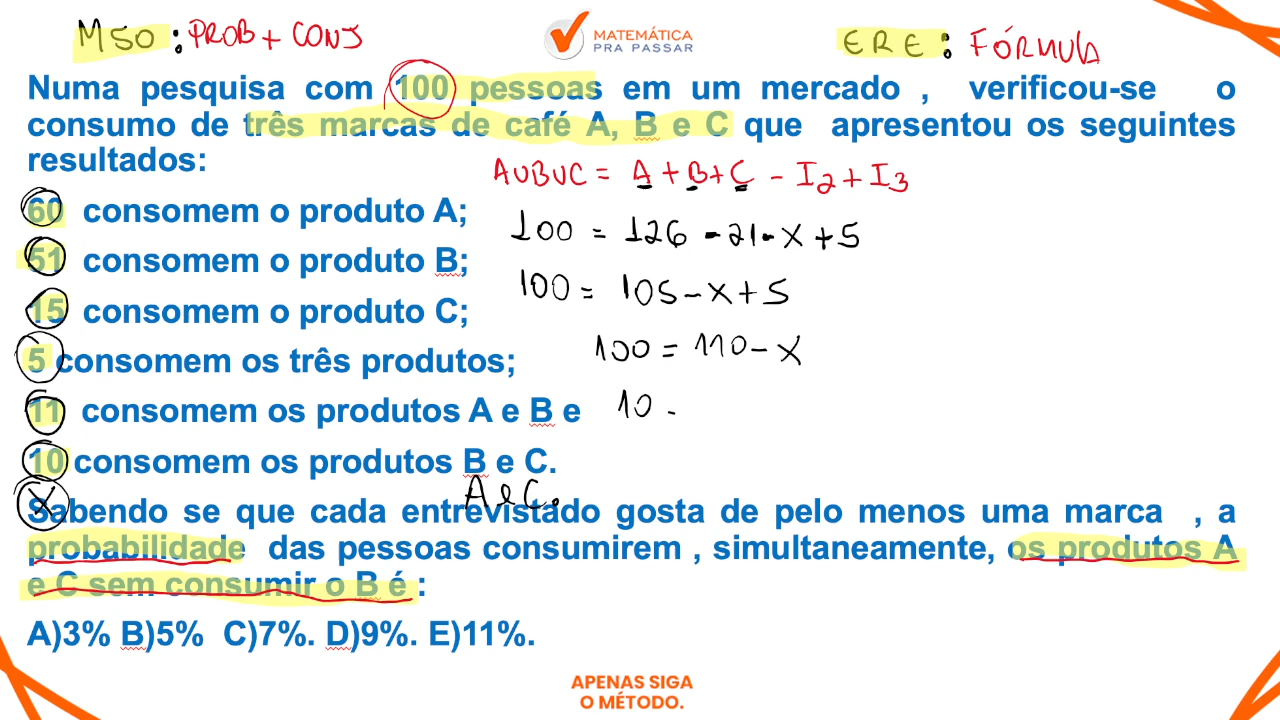 M50 : PROB + CONJ
MATEMÁTICA
PRA PASSAR
ERE : FÓRMULA
Numa pesquisa com 100 pessoas em um mercado , verificou-se o
consumo de três marcas de café A, B e C que apresentou os seguintes
resultados:
AUBUC = A + B + C - I2 + I3
60 consomem o produto A;
100 = 126 - 21 - X + 5
51 consomem o produto B;
100 = 105 - X + 5
15 consomem o produto C;
100 = 110 - X
5 consomem os três produtos;
11 consomem os produtos A e B e
10 -
10 consomem os produtos B e C.
X A e C.
Sabendo se que cada entrevistado gosta de pelo menos uma marca , a
probabilidade das pessoas consumirem , simultaneamente, os produtos A
e C sem consumir o B é :
A)3% B)5% C)7%. D)9%. E)11%.
APENAS SIGA
O MÉTODO.